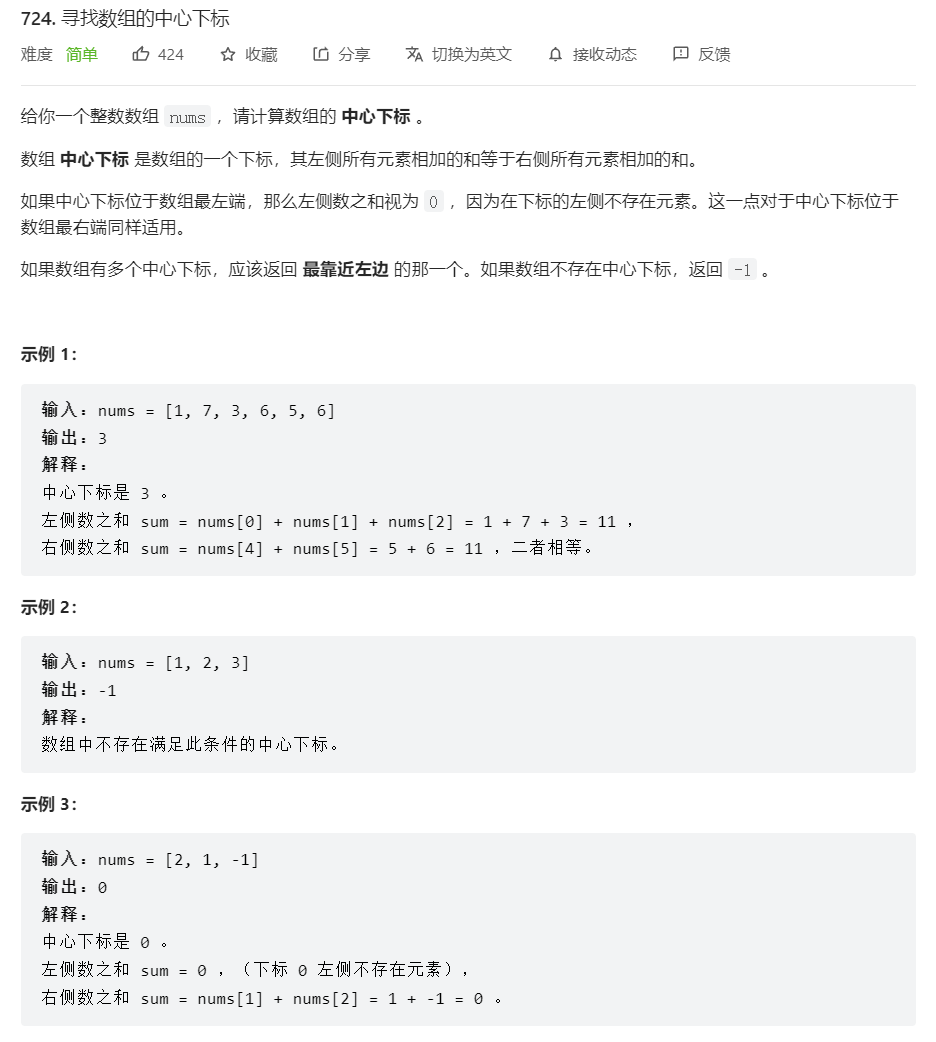 724. 寻找数组的中心下标
难度 简单 424 收藏 分享 切换为英文 接收动态 反馈
给你一个整数数组 nums ，请计算数组的 中心下标 。
数组 中心下标 是数组的一个下标，其左侧所有元素相加的和等于右侧所有元素相加的和。
如果中心下标位于数组最左端，那么左侧数之和视为 0 ，因为在下标的左侧不存在元素。这一点对于中心下标位于
数组最右端同样适用。
如果数组有多个中心下标，应该返回 最靠近左边 的那一个。如果数组不存在中心下标，返回 -1 。
示例 1：
输入：nums = [1, 7, 3, 6, 5, 6]
输出：3
解释：
中心下标是 3 。
左侧数之和 sum = nums[0] + nums[1] + nums[2] = 1 + 7 + 3 = 11 ，
右侧数之和 sum = nums[4] + nums[5] = 5 + 6 = 11 ，二者相等。
示例 2：
输入：nums = [1, 2, 3]
输出：-1
解释：
数组中不存在满足此条件的中心下标。
示例 3：
输入：nums = [2, 1, -1]
输出：0
解释：
中心下标是 0 。
左侧数之和 sum = 0 ，（下标 0 左侧不存在元素），
右侧数之和 sum = nums[1] + nums[2] = 1 + -1 = 0 。